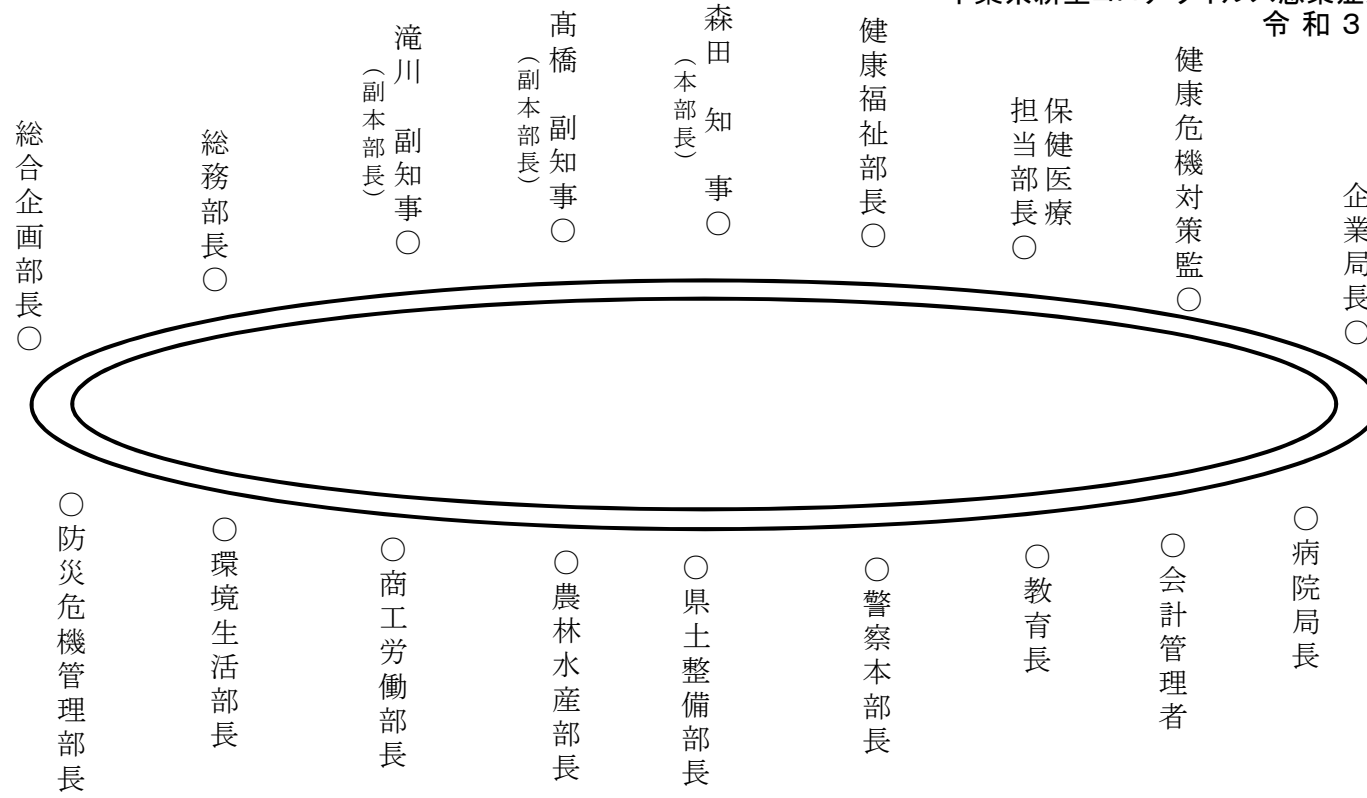 令和3
企業局長○
健康危機対策監○
保健医療
担当部長○
健康福祉部長○
森田　知　事○
（本部長）
髙橋　副知事○
（副本部長）
滝川　副知事○
（副本部長）
総務部長○
総合企画部長○
○病院局長
○会計管理者
○教育長
○警察本部長
○県土整備部長
○農林水産部長
○商工労働部長
○環境生活部長
○防災危機管理部長